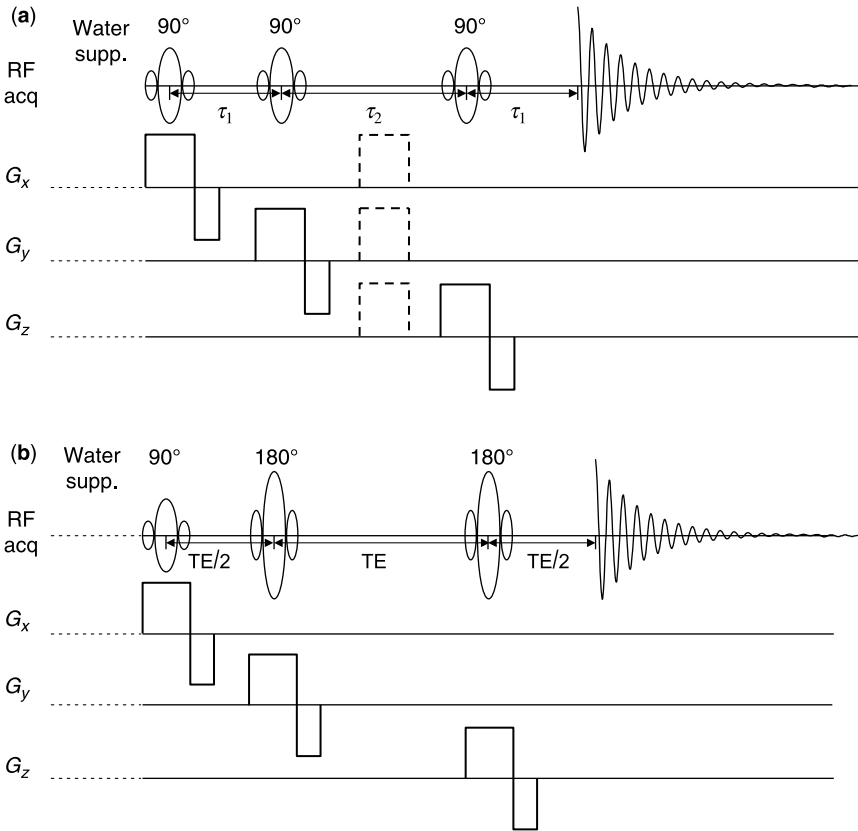 (a)
Water
supp.
90° 90° 90°
RF
acq
τ1 τ2 τ1
Gx
Gy
Gz
(b)
Water
supp.
90° 180° 180°
RF
acq
TE/2 TE TE/2
Gx
Gy
Gz